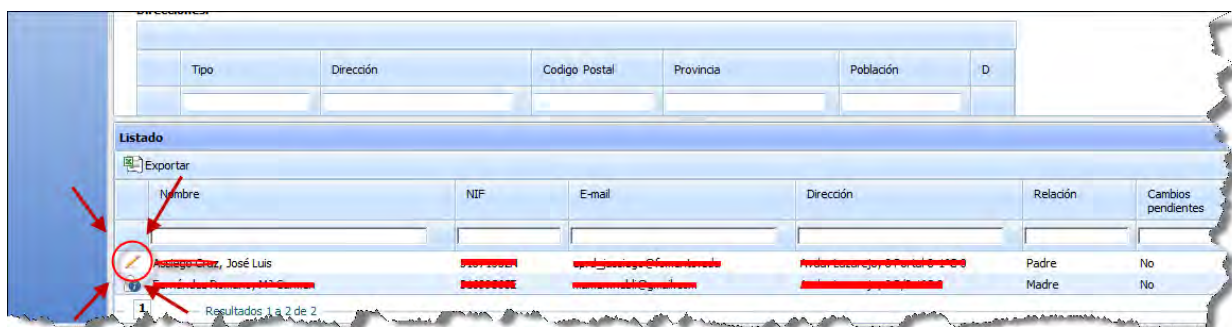 Direcciones:
Tipo Dirección Codigo Postal Provincia Población D
Listado
Exportar
Nombre NIF E-mail Dirección Relación Cambios pendientes
José Luis Padre No
Madre No
1 Resultados 1 a 2 de 2